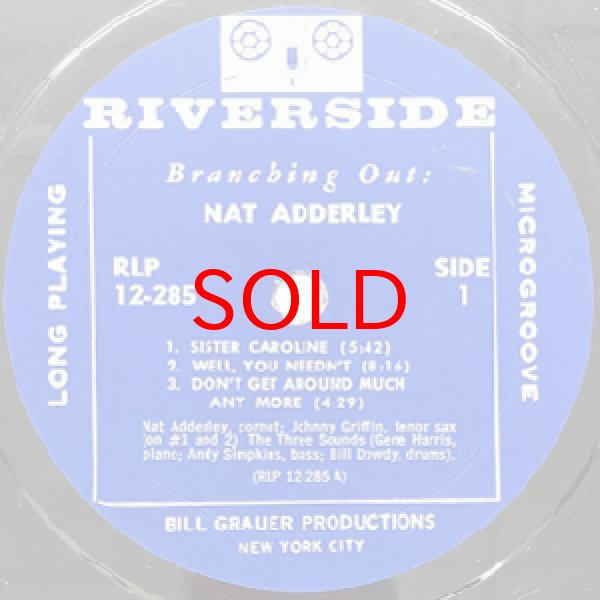 RIVERSIDE
Branching Out:
NAT ADDERLEY
LONG PLAYING
MICROGROOVE
RLP
12-285
SIDE
1
SOLD
1. SISTER CAROLINE (5:42)
2. WELL, YOU NEEDN'T (8:14)
3. DON'T GET AROUND MUCH
ANY MORE (4:29)
Nat Adderley, cornet; Johnny Griffin, tenor sax
(on #1 and 2); The Three Sounds (Gene Harris,
piano; Andy Simpkins, bass; Bill Dowdy, drums).
(RLP 12-285 A)
BILL GRAUER PRODUCTIONS
NEW YORK CITY